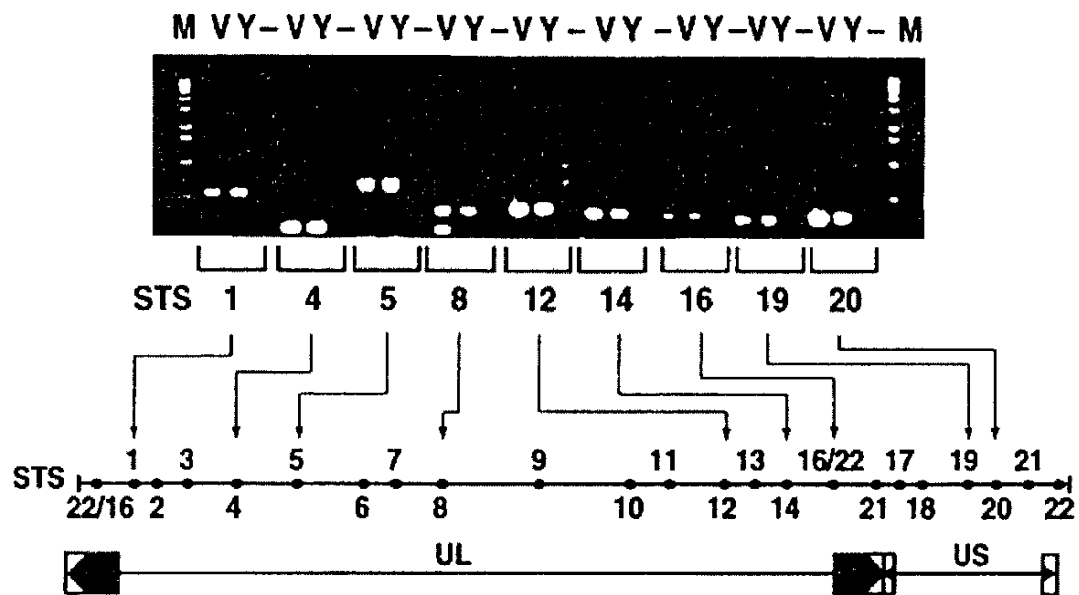 M V Y – V Y – V Y – V Y – V Y – V Y – V Y – V Y – V Y – M
STS 1 4 5 8 12 14 16 19 20
1 3 5 7 9 11 13 16/22 17 19 21
STS
22/16 2 4 6 8 10 12 14 21 18 20 22
UL US